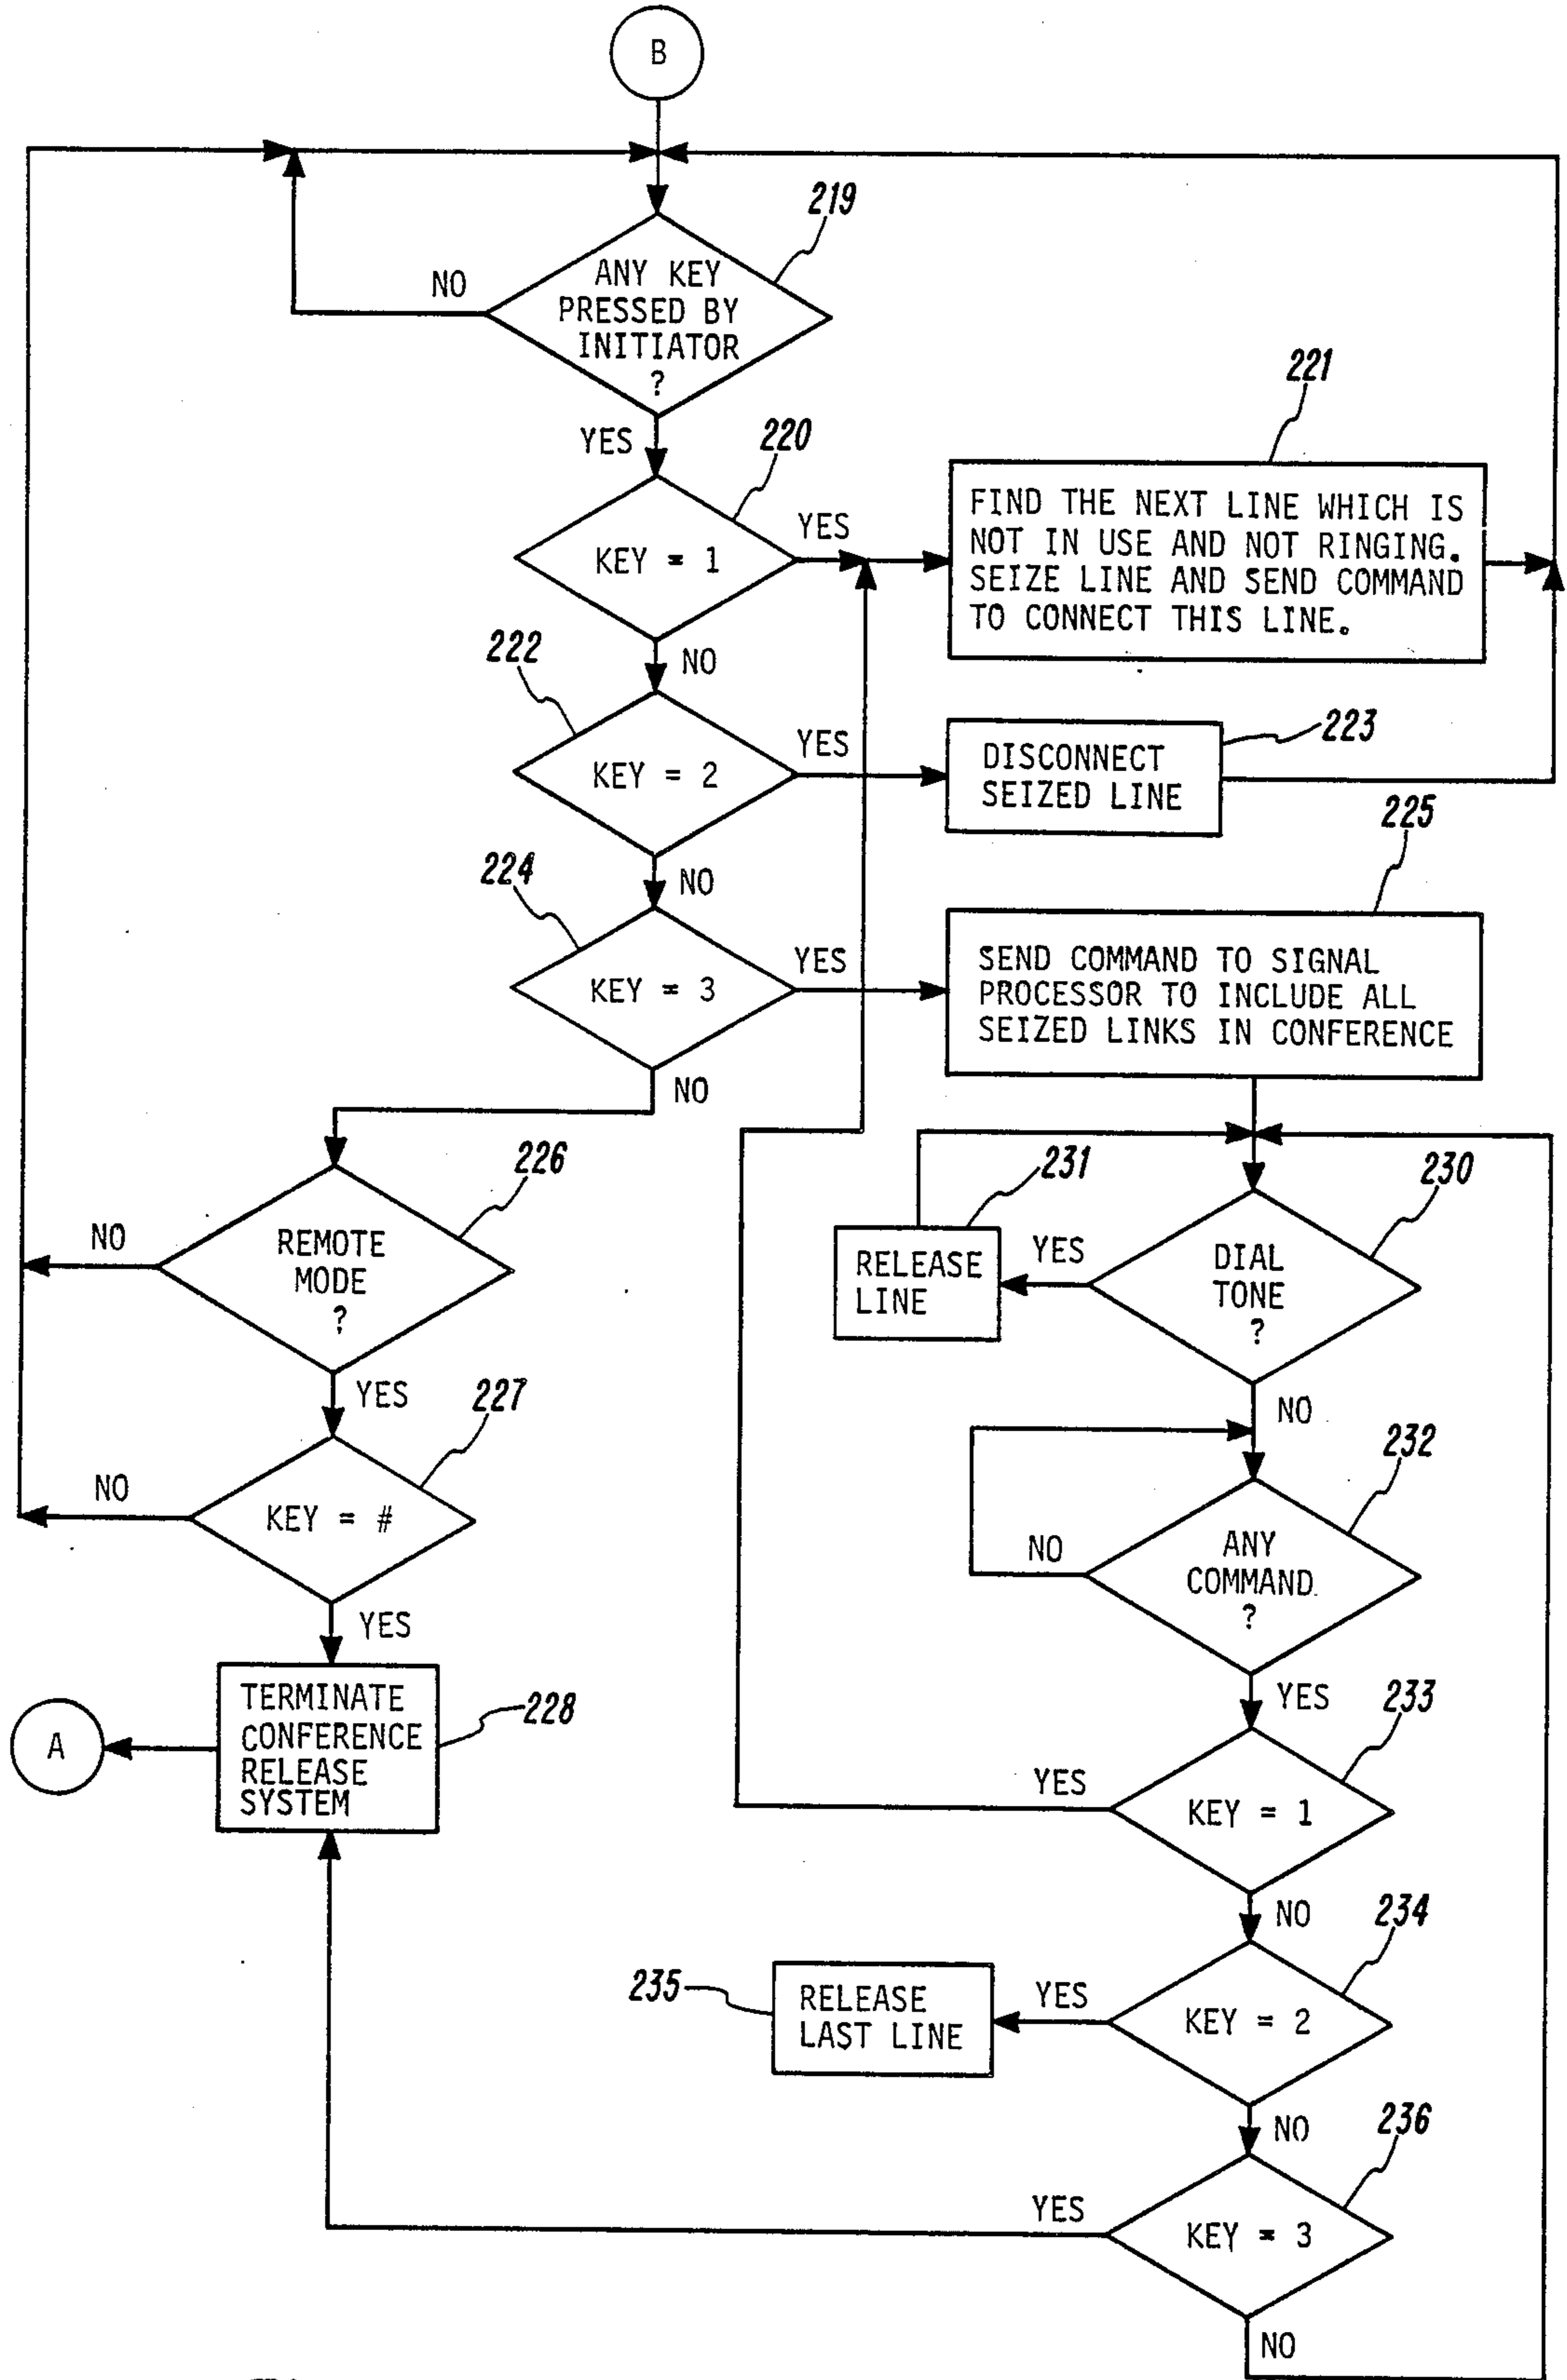 B
219
ANY KEY
PRESSED BY
INITIATOR
?
NO
YES
220
KEY = 1
YES
221
FIND THE NEXT LINE WHICH IS
NOT IN USE AND NOT RINGING.
SEIZE LINE AND SEND COMMAND
TO CONNECT THIS LINE.
NO
222
KEY = 2
YES
223
DISCONNECT
SEIZED LINE
NO
224
KEY = 3
YES
225
SEND COMMAND TO SIGNAL
PROCESSOR TO INCLUDE ALL
SEIZED LINKS IN CONFERENCE
NO
226
REMOTE
MODE
?
NO
YES
227
KEY = #
NO
YES
228
TERMINATE
CONFERENCE
RELEASE
SYSTEM
A
230
DIAL
TONE
?
YES
231
RELEASE
LINE
NO
232
ANY
COMMAND
?
NO
YES
233
KEY = 1
YES
NO
234
KEY = 2
YES
235
RELEASE
LAST LINE
NO
236
KEY = 3
YES
NO